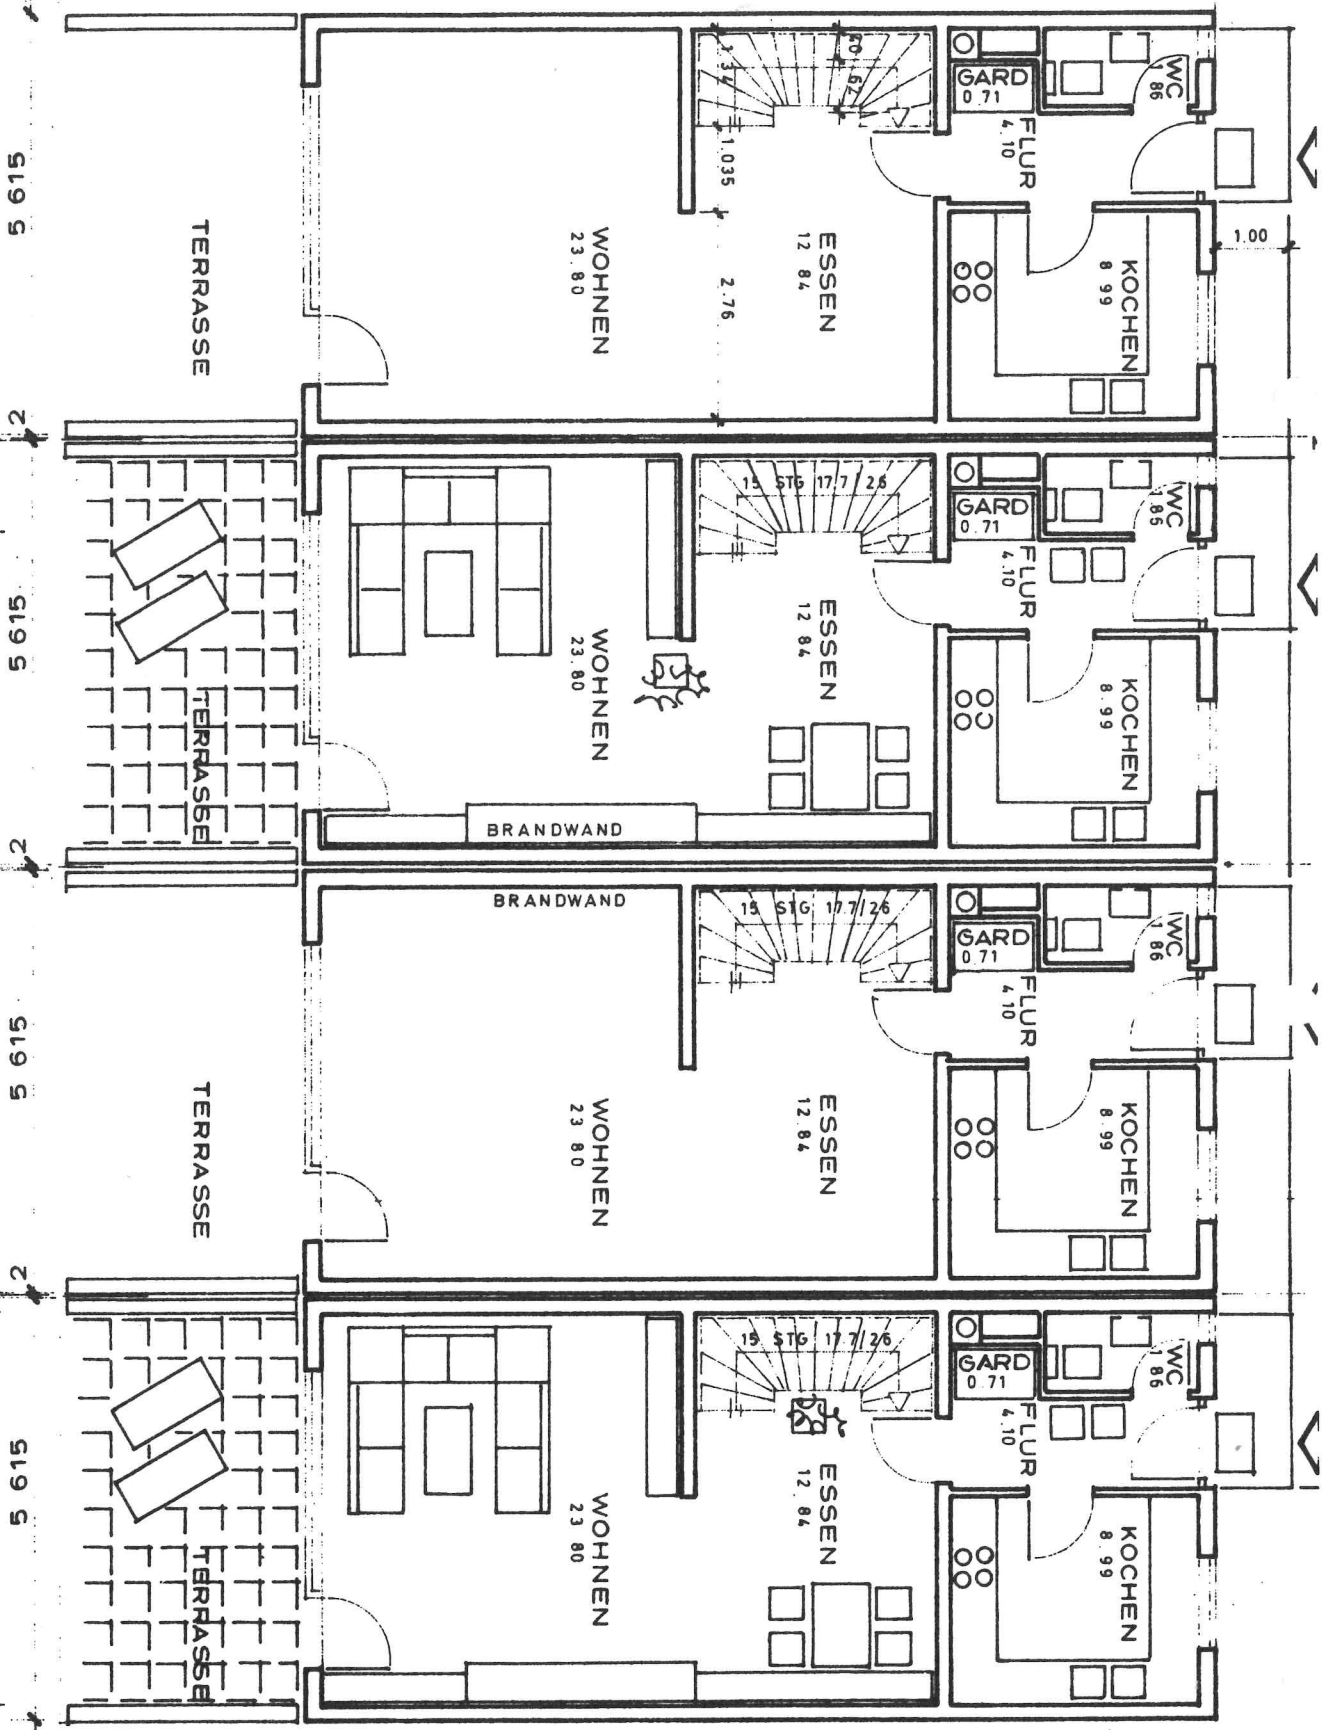 5 615
TERRASSE
WOHNEN
23.80
ESSEN
12 84
1 34
40
62
1.035
2.76
GARD
0.71
FLUR
4.10
WC
1.86
KOCHEN
8 99
1.00
2
5 615
TERRASSE
WOHNEN
23.80
BRANDWAND
15 STG 17.7/26
ESSEN
12 84
GARD
0.71
FLUR
4.10
WC
1.86
KOCHEN
8.99
2
5 615
TERRASSE
BRANDWAND
WOHNEN
23 80
15 STG 17.7/26
ESSEN
12.84
GARD
0.71
FLUR
4.10
WC
1 86
KOCHEN
8.99
2
5 615
TERRASSE
WOHNEN
23 80
15 STG 17.7/26
ESSEN
12 84
GARD
0.71
FLUR
4.10
WC
1 86
KOCHEN
8 99